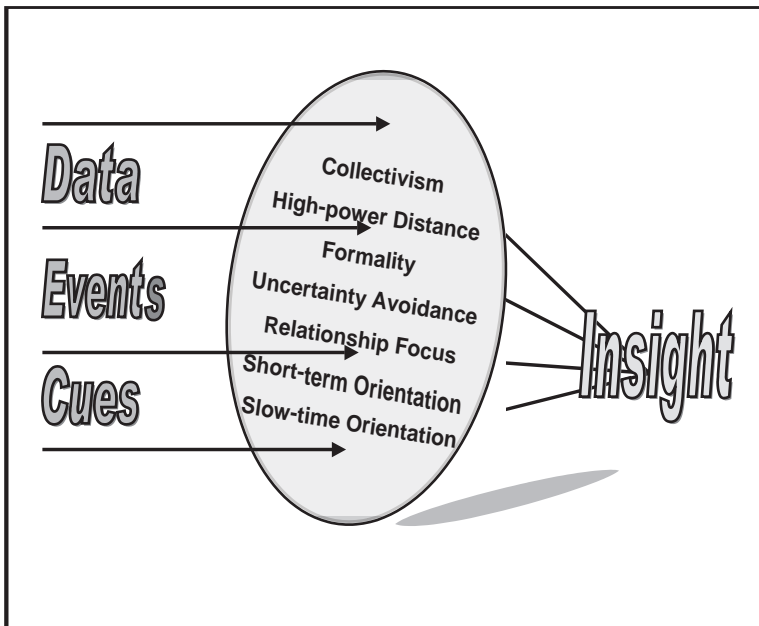 Data
Events
Cues
Collectivism
High-power Distance
Formality
Uncertainty Avoidance
Relationship Focus
Short-term Orientation
Slow-time Orientation
Insight